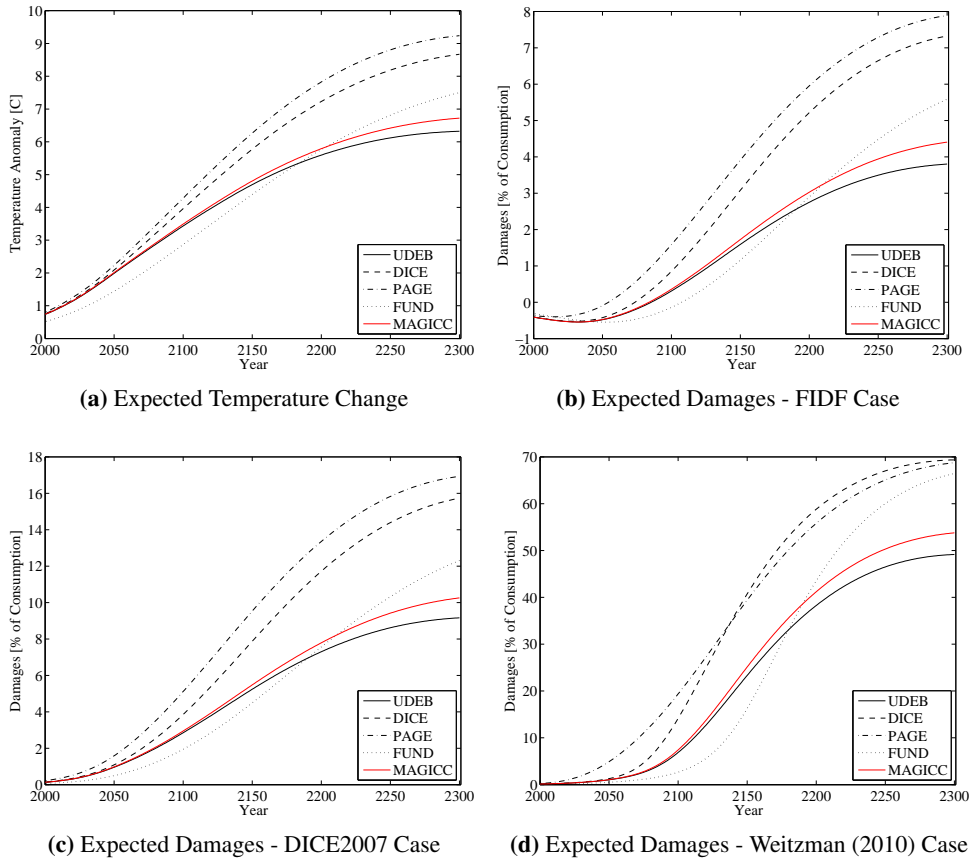 10
9
8
7
6
5
4
3
2
1
0
Temperature Anomaly [C]
2000 2050 2100 2150 2200 2250 2300
Year
UDEB
DICE
PAGE
FUND
MAGICC
(a) Expected Temperature Change
8
7
6
5
4
3
2
1
0
−1
Damages [% of Consumption]
2000 2050 2100 2150 2200 2250 2300
Year
UDEB
DICE
PAGE
FUND
MAGICC
(b) Expected Damages - FIDF Case
18
16
14
12
10
8
6
4
2
0
Damages [% of Consumption]
2000 2050 2100 2150 2200 2250 2300
Year
UDEB
DICE
PAGE
FUND
MAGICC
(c) Expected Damages - DICE2007 Case
70
60
50
40
30
20
10
0
Damages [% of Consumption]
2000 2050 2100 2150 2200 2250 2300
Year
UDEB
DICE
PAGE
FUND
MAGICC
(d) Expected Damages - Weitzman (2010) Case